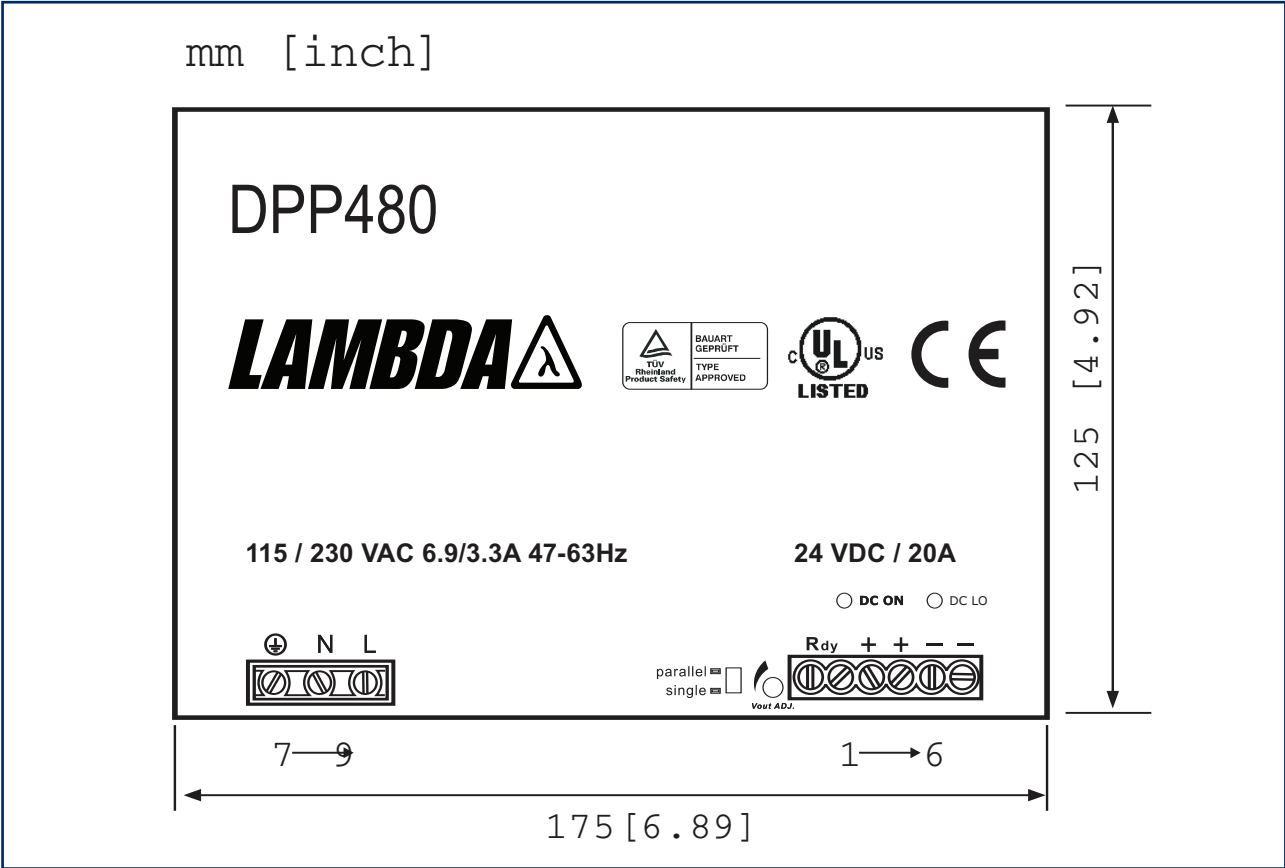 mm [inch]
DPP480
LAMBDA λ
TÜV
Rheinland
Product Safety
BAUART
GEPRÜFT
TYPE
APPROVED
C UL US
®
LISTED
CE
125 [4.92]
115 / 230 VAC 6.9/3.3A 47-63Hz
24 VDC / 20A
DC ON DC LO
N L
Rdy + + − −
parallel
single
Vout ADJ.
7 9
1 6
175[6.89]